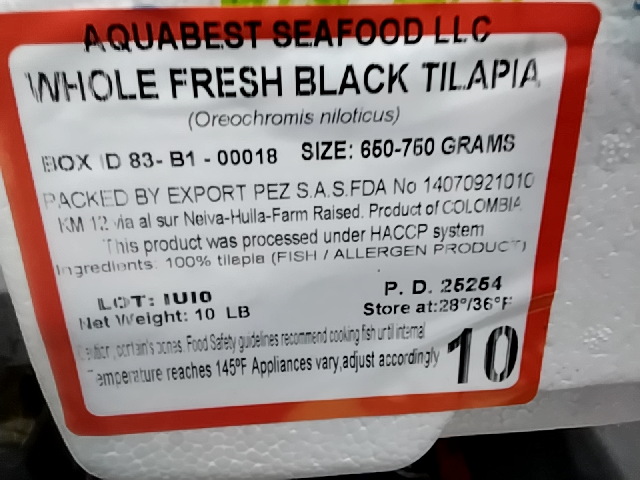 AQUABEST SEAFOOD LLC
WHOLE FRESH BLACK TILAPIA
(Oreochromis niloticus)
BOX ID 83- B1 - 00018 SIZE: 650-750 GRAMS
PACKED BY EXPORT PEZ S.A.S.FDA No 14070921010
KM 12 via al sur Neiva-Huila-Farm Raised. Product of COLOMBIA
This product was processed under HACCP system
Ingredients: 100% tilapia (FISH / ALLERGEN PRODUCT)
LOT: IUI0 P. D. 25254
Net Weight: 10 LB Store at:28°/36°F
Caution, contain's bones. Food Safety guidelines recommend cooking fish until internal
Temperature reaches 145ºF Appliances vary,adjust accordingly
10